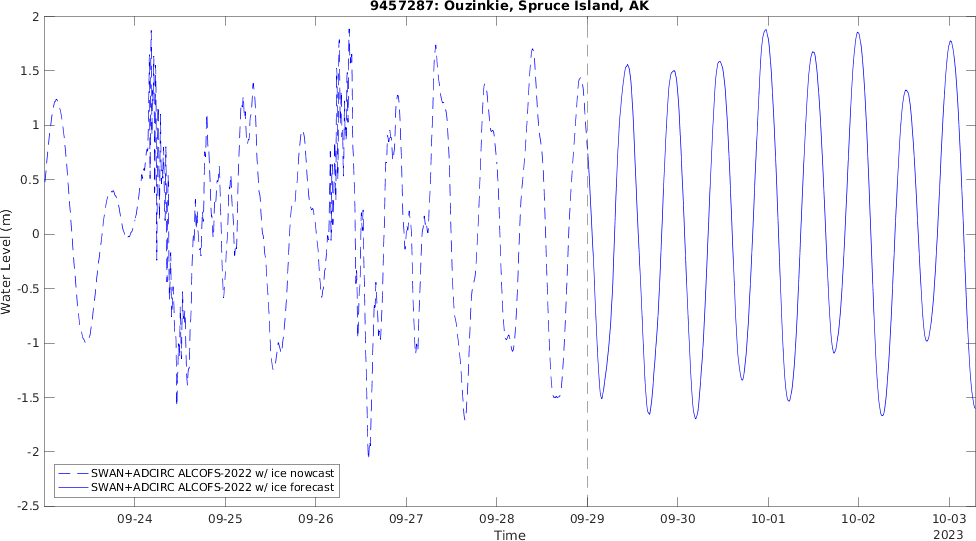 9457287: Ouzinkie, Spruce Island, AK
Water Level (m)
2
1.5
1
0.5
0
-0.5
-1
-1.5
-2
-2.5
SWAN+ADCIRC ALCOFS-2022 w/ ice nowcast
SWAN+ADCIRC ALCOFS-2022 w/ ice forecast
09-24 09-25 09-26 09-27 09-28 09-29 09-30 10-01 10-02 10-03
Time 2023